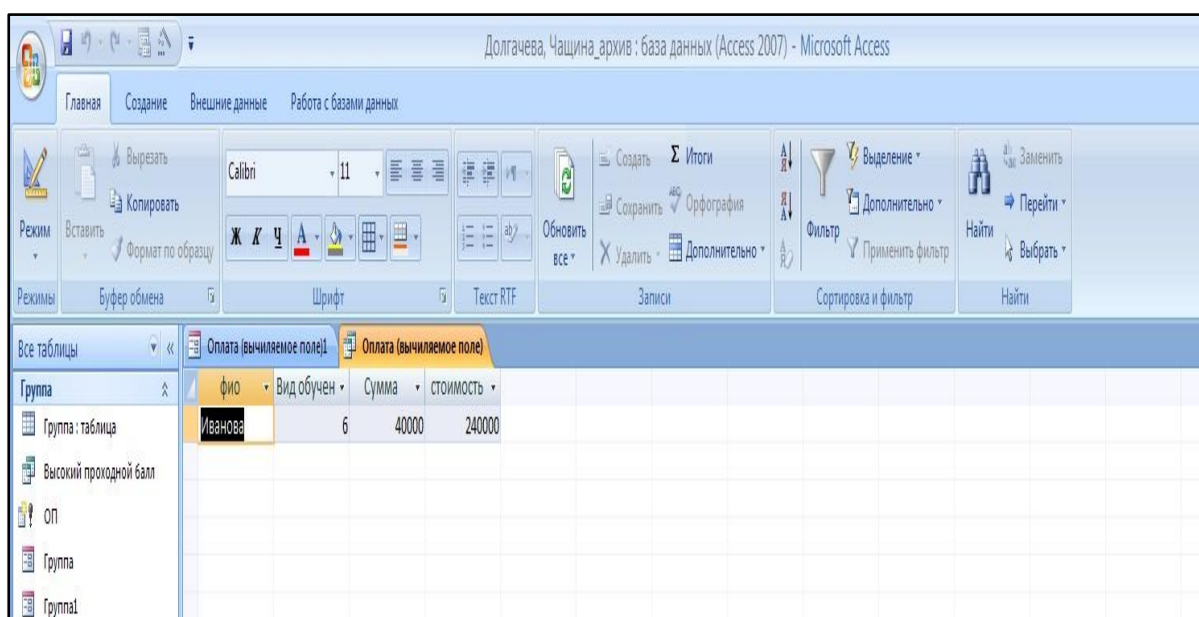 Долгачева, Чащина_архив : база данных (Access 2007) - Microsoft Access
Главная Создание Внешние данные Работа с базами данных
Режим
Вставить
Вырезать
Копировать
Формат по образцу
Calibri 11
Ж К Ч А
Обновить все
Создать
Сохранить
Удалить
Σ Итоги
Орфография
Дополнительно
Фильтр
Выделение
Дополнительно
Применить фильтр
Найти
Заменить
Перейти
Выбрать
Режимы Буфер обмена Шрифт Текст RTF Записи Сортировка и фильтр Найти
Все таблицы « Оплата (вычиляемое поле)1 Оплата (вычиляемое поле)
Группа фио Вид обучен Сумма стоимость
Группа : таблица Иванова 6 40000 240000
Высокий проходной балл
ОП
Группа
Группа1